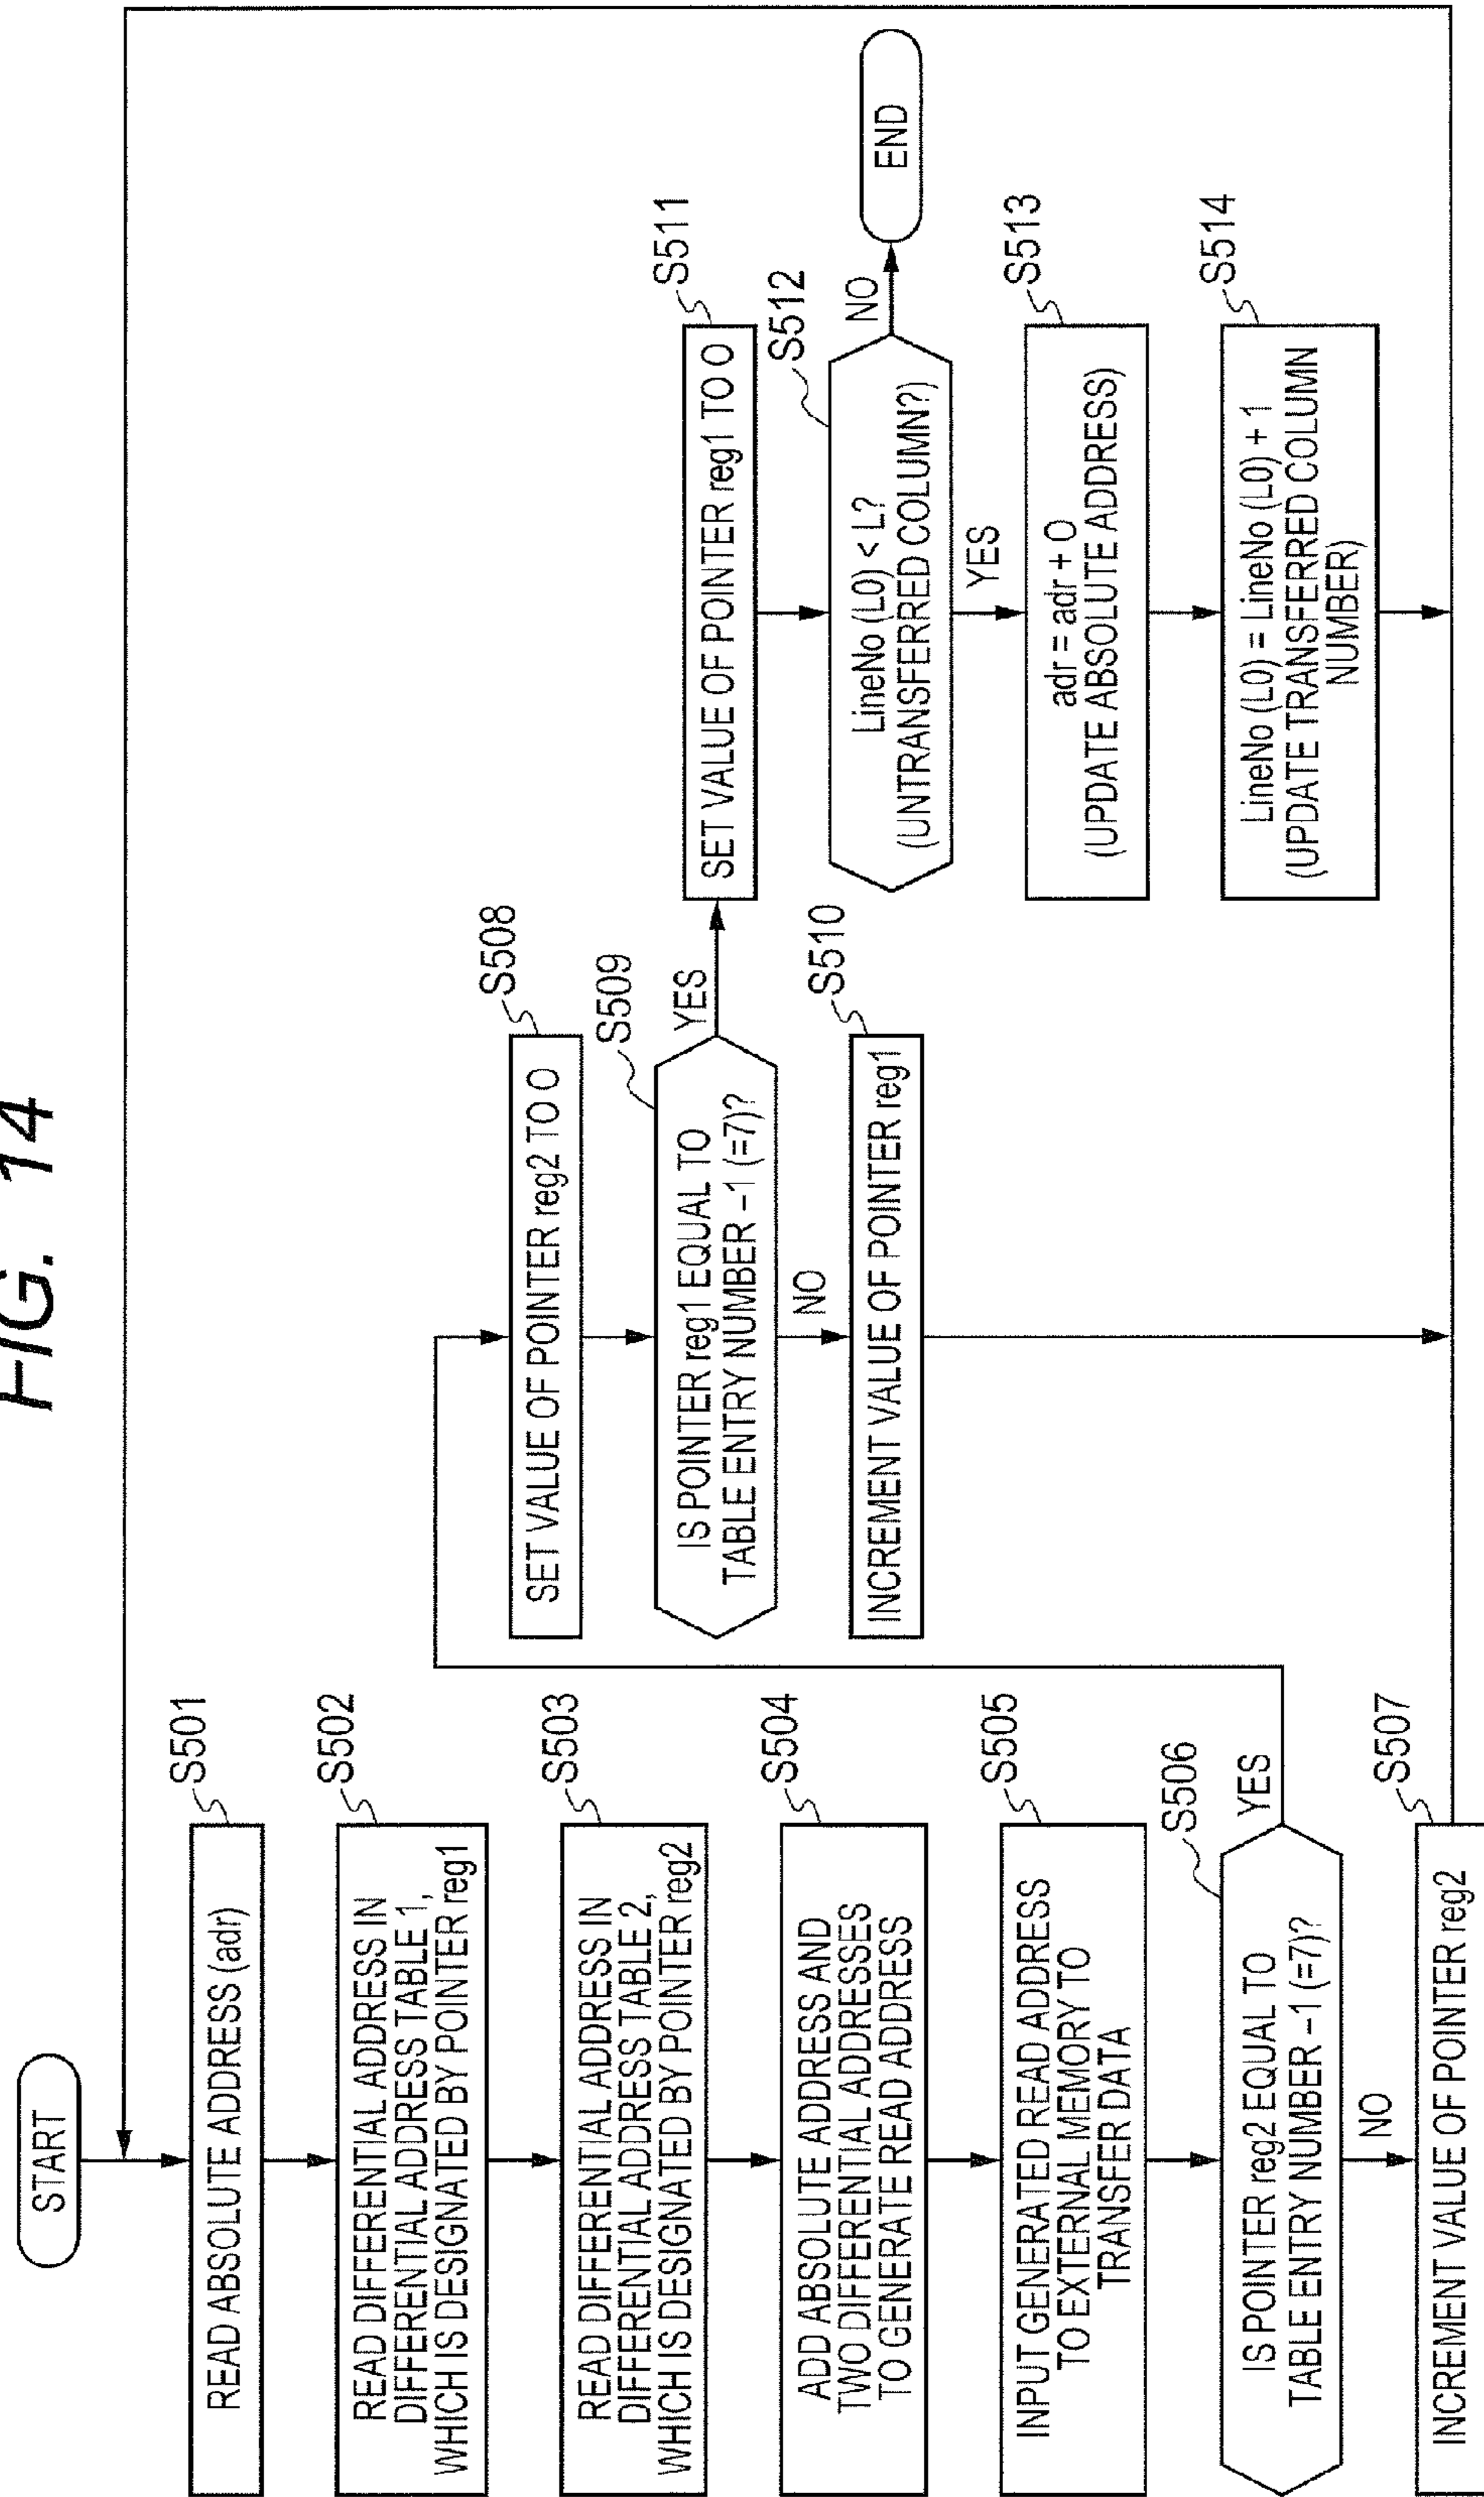 FIG. 14
START
READ ABSOLUTE ADDRESS (adr)
S501
READ DIFFERENTIAL ADDRESS IN
DIFFERENTIAL ADDRESS TABLE 1,
WHICH IS DESIGNATED BY POINTER reg1
S502
READ DIFFERENTIAL ADDRESS IN
DIFFERENTIAL ADDRESS TABLE 2,
WHICH IS DESIGNATED BY POINTER reg2
S503
ADD ABSOLUTE ADDRESS AND
TWO DIFFERENTIAL ADDRESSES
TO GENERATE READ ADDRESS
S504
INPUT GENERATED READ ADDRESS
TO EXTERNAL MEMORY TO
TRANSFER DATA
S505
IS POINTER reg2 EQUAL TO
TABLE ENTRY NUMBER –1 (=7)?
S506
YES
NO
INCREMENT VALUE OF POINTER reg2
S507
SET VALUE OF POINTER reg2 TO O
S508
IS POINTER reg1 EQUAL TO
TABLE ENTRY NUMBER –1 (=7)?
S509
YES
NO
INCREMENT VALUE OF POINTER reg1
S510
SET VALUE OF POINTER reg1 TO O
S511
LineNo (L0) < L?
(UNTRANSFERRED COLUMN?)
S512
NO
END
YES
adr = adr + O
(UPDATE ABSOLUTE ADDRESS)
S513
LineNo (L0) = LineNo (L0) + 1
(UPDATE TRANSFERRED COLUMN
NUMBER)
S514